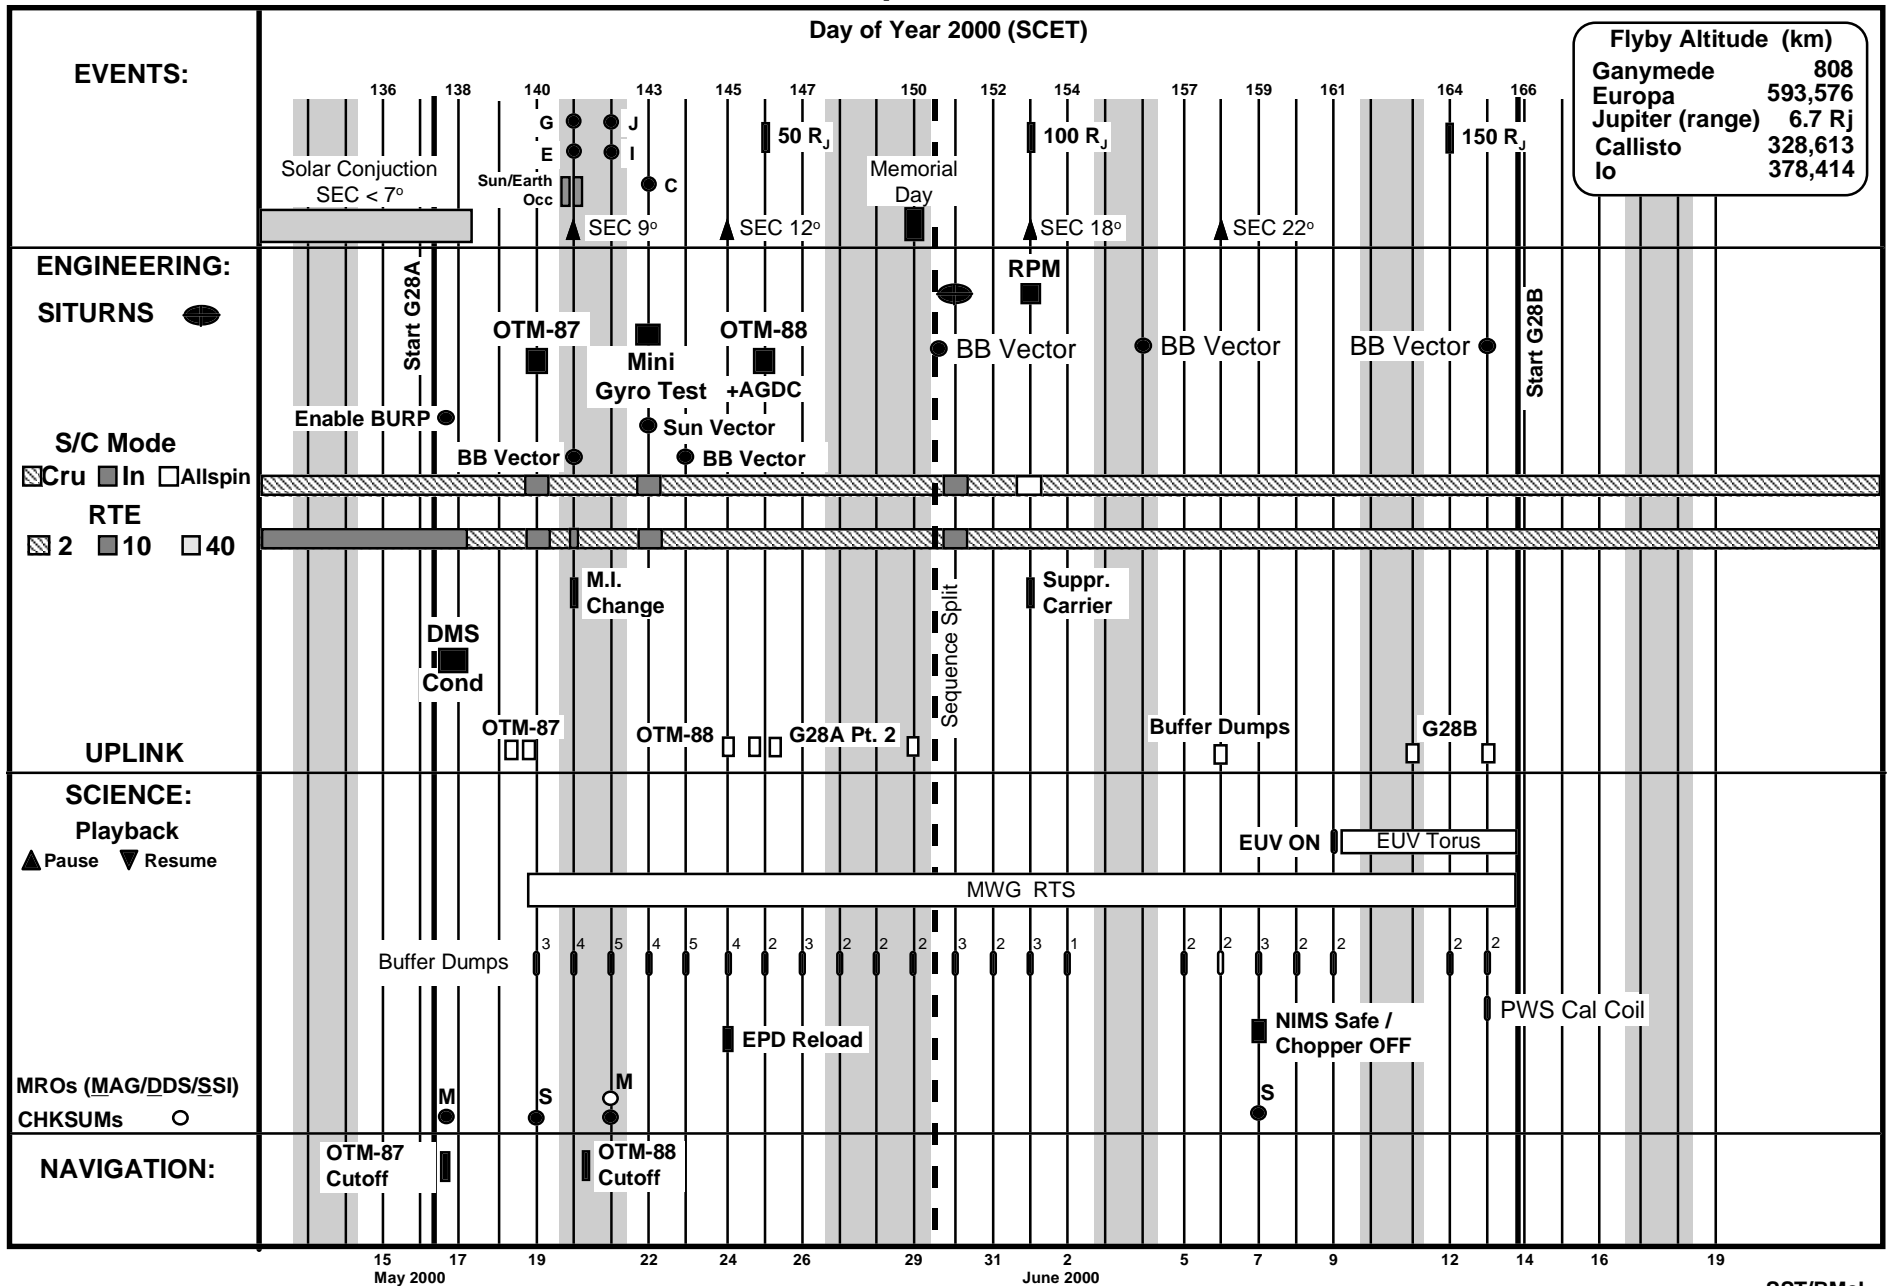 Day of Year 2000 (SCET)
Flyby Altitude (km)
Ganymede 808
Europa 593,576
Jupiter (range) 6.7 Rj
Callisto 328,613
Io 378,414
EVENTS:
136 138 140 143 145 147 150 152 154 157 159 161 164 166
G J
E I
50 RJ
100 RJ
150 RJ
Solar Conjuction
SEC < 7o
Sun/Earth
Occ
C
Memorial
Day
SEC 9o
SEC 12o
SEC 18o
SEC 22o
ENGINEERING:
SITURNS
Start G28A
OTM-87
Mini
Gyro Test
OTM-88
+AGDC
RPM
BB Vector
BB Vector
BB Vector
Start G28B
Enable BURP
Sun Vector
BB Vector
BB Vector
S/C Mode
Cru In Allspin
RTE
2 10 40
M.I.
Change
Suppr.
Carrier
Sequence Split
DMS
Cond
UPLINK
OTM-87
OTM-88
G28A Pt. 2
Buffer Dumps
G28B
SCIENCE:
Playback
Pause Resume
EUV ON
EUV Torus
MWG RTS
Buffer Dumps
3 4 5 4 5 4 2 3 2 2 2 3 2 3 1 2 2 3 2 2 2 2
PWS Cal Coil
EPD Reload
NIMS Safe /
Chopper OFF
MROs (MAG/DDS/SSI)
M S M S
CHKSUMs
NAVIGATION:
OTM-87
Cutoff
OTM-88
Cutoff
15 17 19 22 24 26 29 31 2 5 7 9 12 14 16 19
May 2000
June 2000